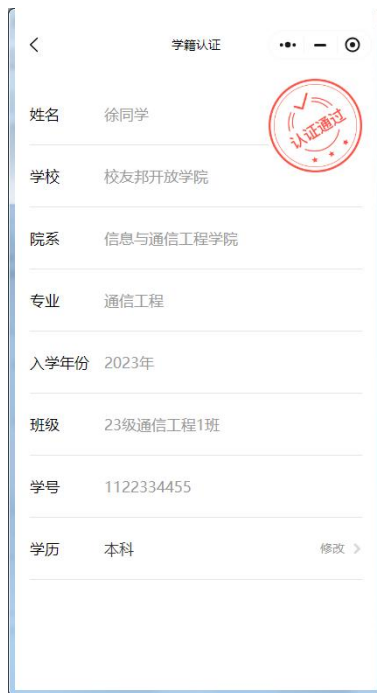 学籍认证
姓名 徐同学
认证通过
学校 校友邦开放学院
院系 信息与通信工程学院
专业 通信工程
入学年份 2023年
班级 23级通信工程1班
学号 1122334455
学历 本科 修改